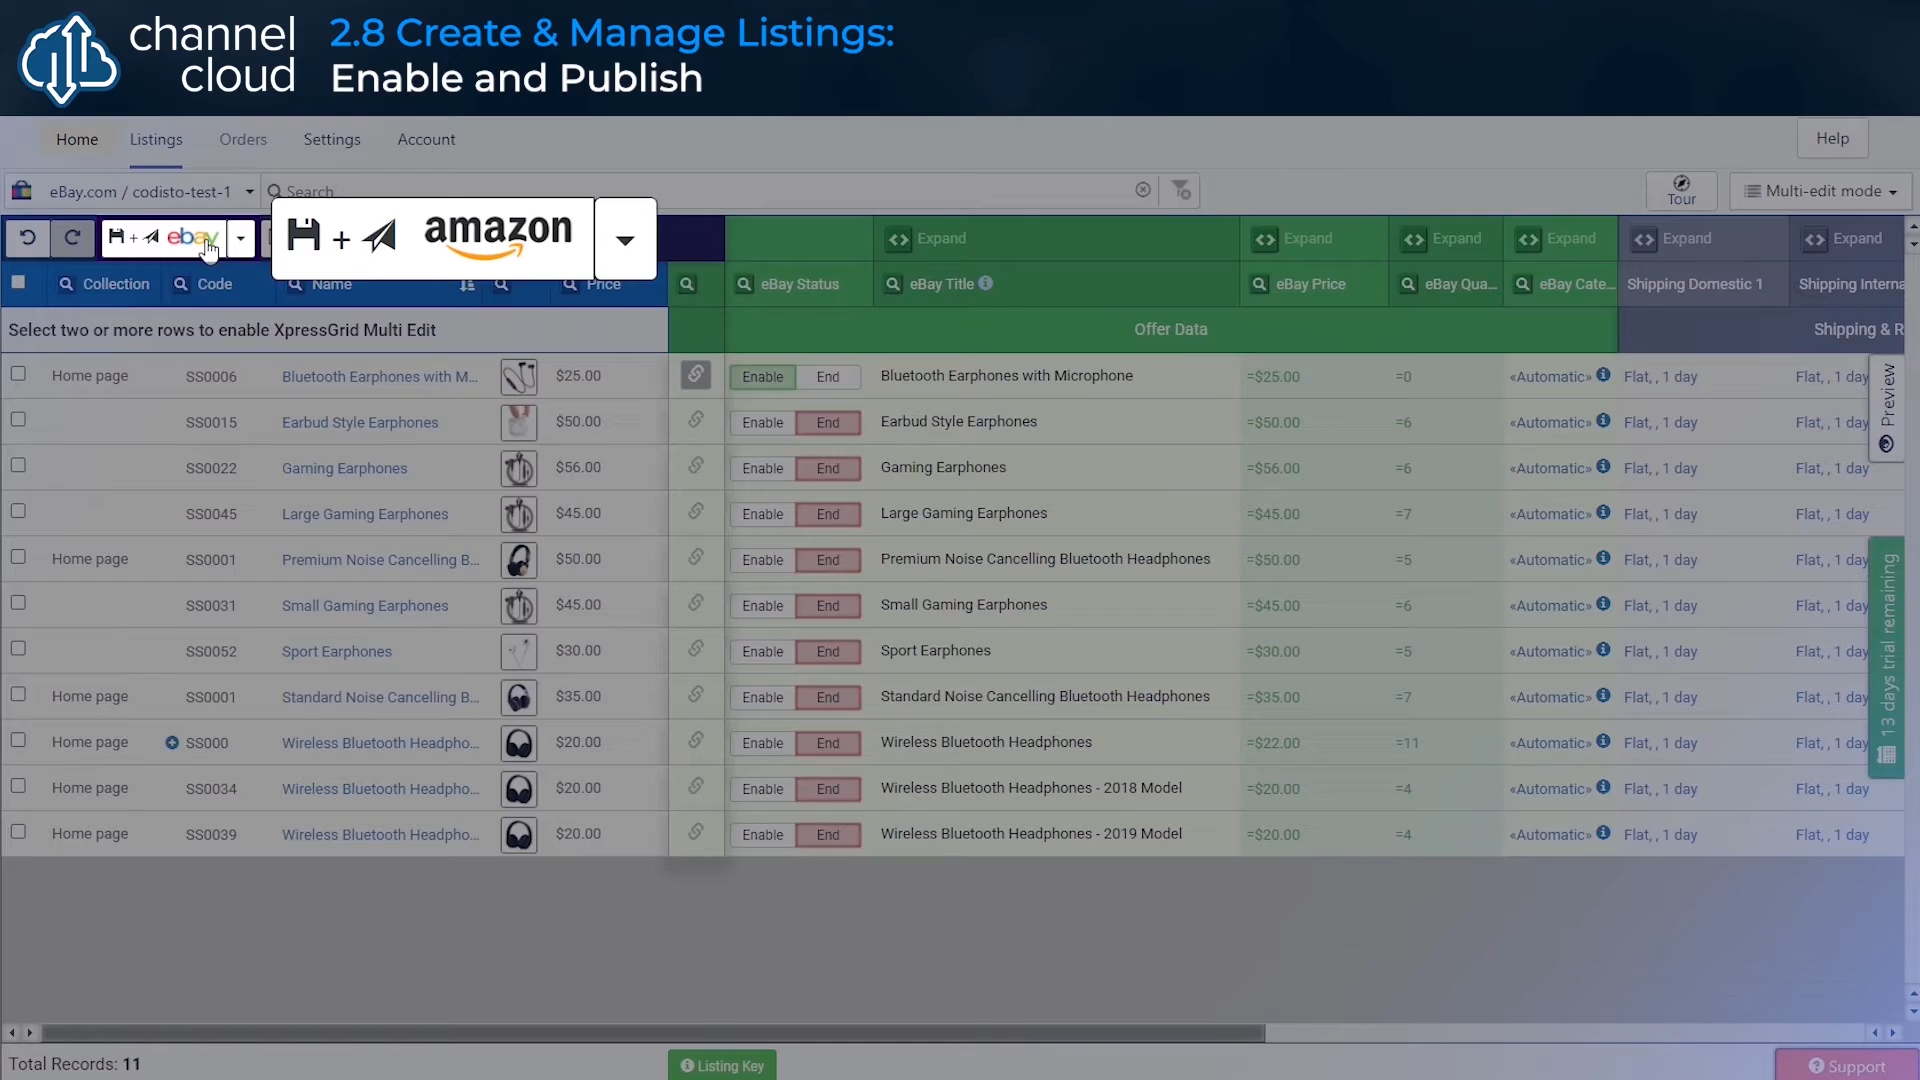 channel
cloud
2.8 Create & Manage Listings:
Enable and Publish
Home Listings Orders Settings Account Help
eBay.com / codisto-test-1 Search Tour Multi-edit mode
+ ebay + amazon Expand Expand Expand Expand Expand Expand
Collection Code Name Price eBay Status eBay Title eBay Price eBay Qua... eBay Cate... Shipping Domestic 1 Shipping Interna
Select two or more rows to enable XpressGrid Multi Edit Offer Data Shipping & R
Home page SS0006 Bluetooth Earphones with M... $25.00 Enable End Bluetooth Earphones with Microphone =$25.00 =0 «Automatic» Flat, , 1 day Flat, , 1 day
SS0015 Earbud Style Earphones $50.00 Enable End Earbud Style Earphones =$50.00 =6 «Automatic» Flat, , 1 day Flat, , 1 day
SS0022 Gaming Earphones $56.00 Enable End Gaming Earphones =$56.00 =6 «Automatic» Flat, , 1 day Flat, , 1 day
SS0045 Large Gaming Earphones $45.00 Enable End Large Gaming Earphones =$45.00 =7 «Automatic» Flat, , 1 day Flat, , 1 day
Home page SS0001 Premium Noise Cancelling B... $50.00 Enable End Premium Noise Cancelling Bluetooth Headphones =$50.00 =5 «Automatic» Flat, , 1 day Flat, , 1 day
SS0031 Small Gaming Earphones $45.00 Enable End Small Gaming Earphones =$45.00 =6 «Automatic» Flat, , 1 day Flat, , 1 day
SS0052 Sport Earphones $30.00 Enable End Sport Earphones =$30.00 =5 «Automatic» Flat, , 1 day Flat, , 1 day
Home page SS0001 Standard Noise Cancelling B... $35.00 Enable End Standard Noise Cancelling Bluetooth Headphones =$35.00 =7 «Automatic» Flat, , 1 day Flat, , 1 day
Home page SS000 Wireless Bluetooth Headpho... $20.00 Enable End Wireless Bluetooth Headphones =$22.00 =11 «Automatic» Flat, , 1 day Flat, , 1 day
Home page SS0034 Wireless Bluetooth Headpho... $20.00 Enable End Wireless Bluetooth Headphones - 2018 Model =$20.00 =4 «Automatic» Flat, , 1 day Flat, , 1 day
Home page SS0039 Wireless Bluetooth Headpho... $20.00 Enable End Wireless Bluetooth Headphones - 2019 Model =$20.00 =4 «Automatic» Flat, , 1 day Flat, , 1 day
Preview
13 days trial remaining
Total Records: 11 Listing Key Support